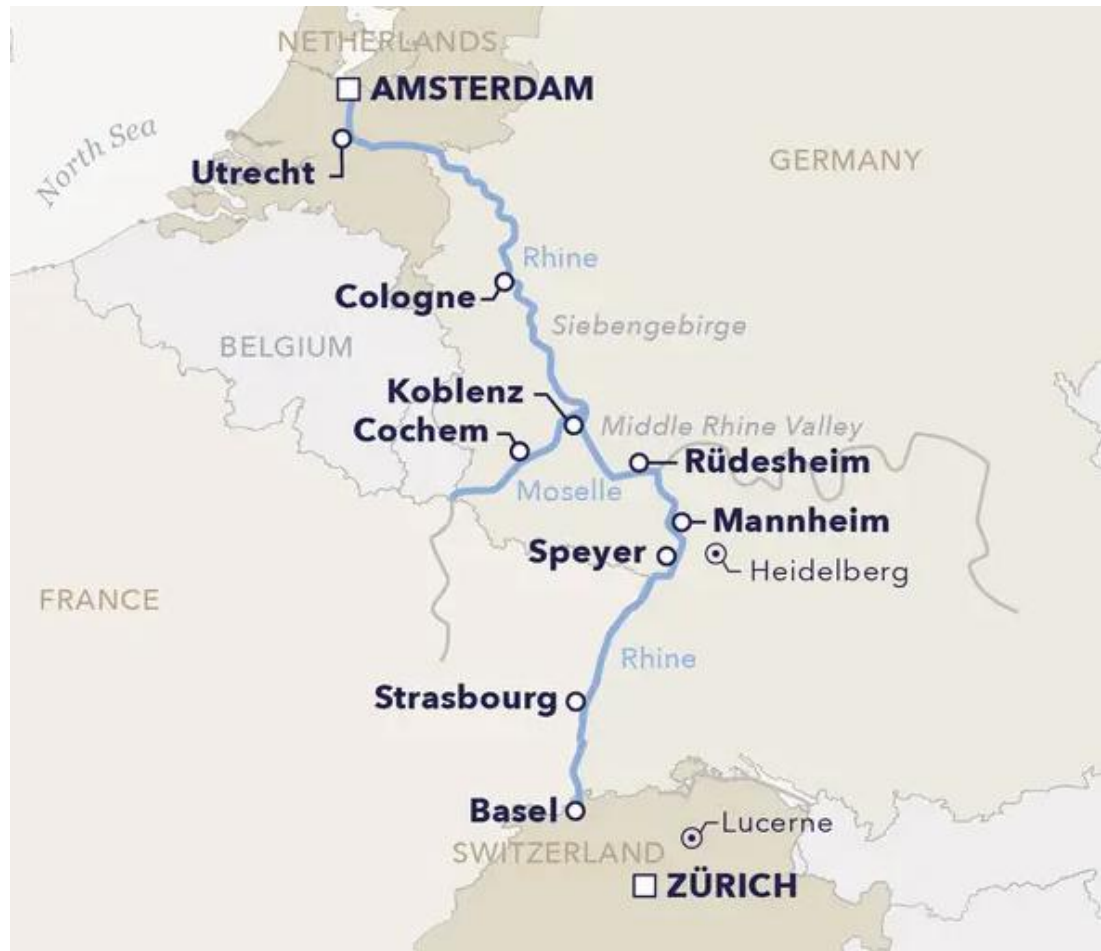 NETHERLANDS
AMSTERDAM
North Sea
Utrecht
GERMANY
Rhine
Cologne
Siebengebirge
BELGIUM
Koblenz
Middle Rhine Valley
Cochem
Rüdesheim
Moselle
Mannheim
Speyer
Heidelberg
FRANCE
Rhine
Strasbourg
Basel
Lucerne
SWITZERLAND
ZÜRICH